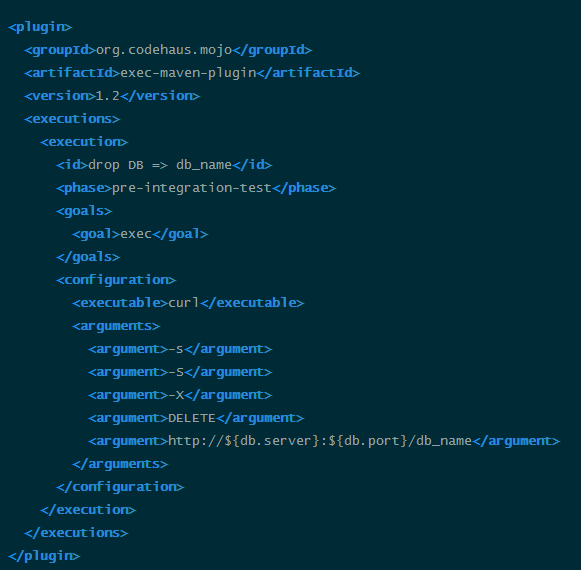 <plugin>
  <groupId>org.codehaus.mojo</groupId>
  <artifactId>exec-maven-plugin</artifactId>
  <version>1.2</version>
  <executions>
    <execution>
      <id>drop DB => db_name</id>
      <phase>pre-integration-test</phase>
      <goals>
        <goal>exec</goal>
      </goals>
      <configuration>
        <executable>curl</executable>
        <arguments>
          <argument>-s</argument>
          <argument>-S</argument>
          <argument>-X</argument>
          <argument>DELETE</argument>
          <argument>http://${db.server}:${db.port}/db_name</argument>
        </arguments>
      </configuration>
    </execution>
  </executions>
</plugin>